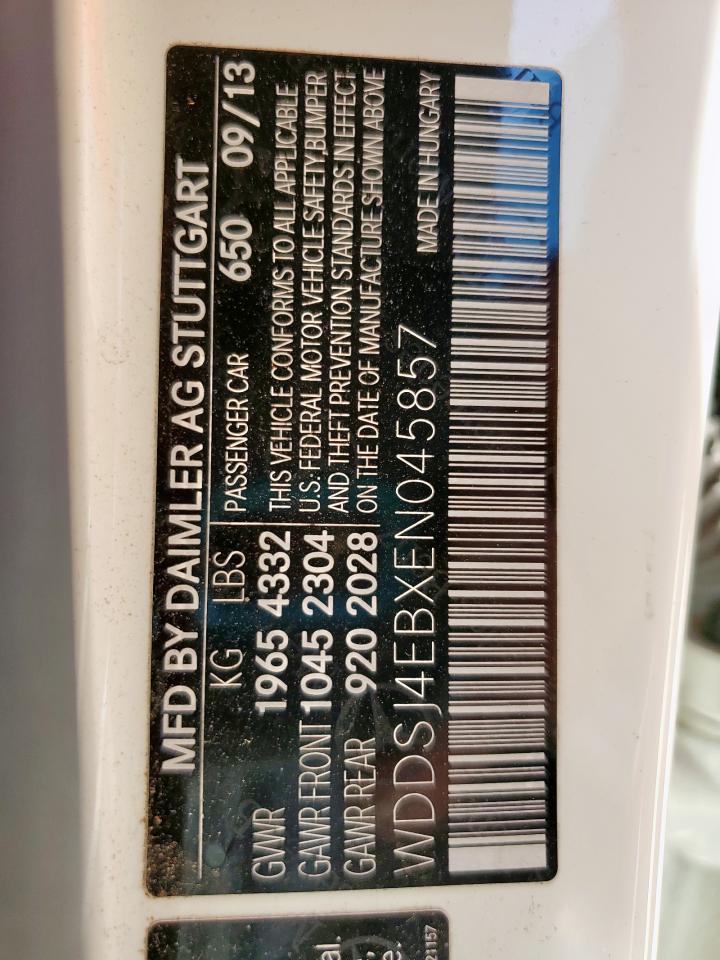 MFD BY DAIMLER AG STUTTGART
KG LBS PASSENGER CAR 650 09/13
GVWR 1965 4332 THIS VEHICLE CONFORMS TO ALL APPLICABLE
GAWR FRONT 1045 2304 U.S. FEDERAL MOTOR VEHICLE SAFETY,BUMPER
AND THEFT PREVENTION STANDARDS IN EFFECT
GAWR REAR 920 2028 ON THE DATE OF MANUFACTURE SHOWN ABOVE
WDDSJ4EBXEN045857 MADE IN HUNGARY
al.
e.
21157